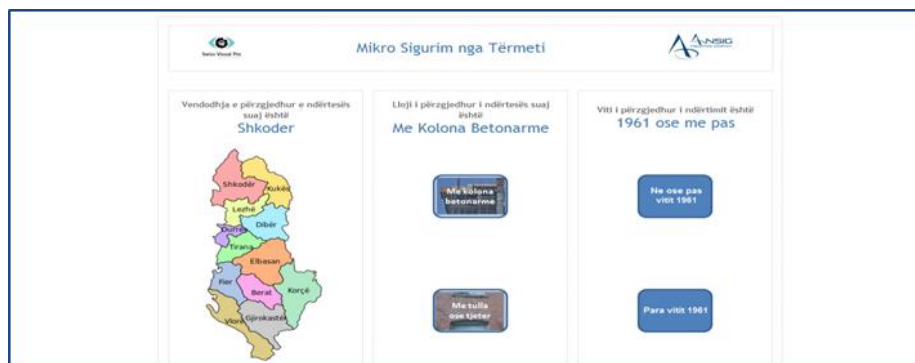 Swiss Visual Pro
Mikro Sigurim nga Tërmeti
ANSIG
Vendodhja e përzgjedhur e ndërtesës
suaj është
Shkoder
Shkodër
Kukës
Lezhë
Durrës
Dibër
Tirana
Elbasan
Fier
Berat
Korçë
Vlorë
Gjirokastër
Lloji i përzgjedhur i ndërtesës suaj
është
Me Kolona Betonarme
Me kolona
betonarme
Me tulla
ose tjeter
Viti i përzgjedhur i ndërtimit është
1961 ose me pas
Ne ose pas
vitit 1961
Para vitit 1961